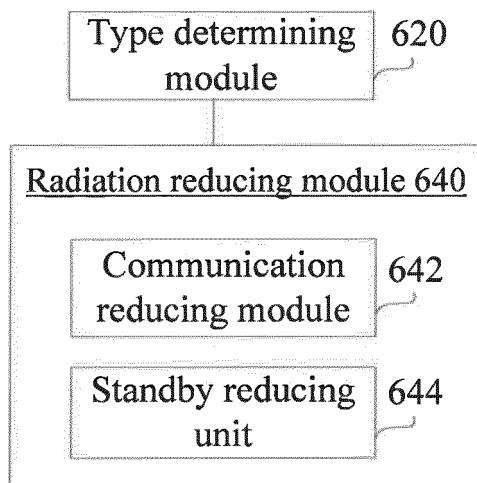 Type determining 620
module
Radiation reducing module 640
Communication 642
reducing module
Standby reducing 644
unit